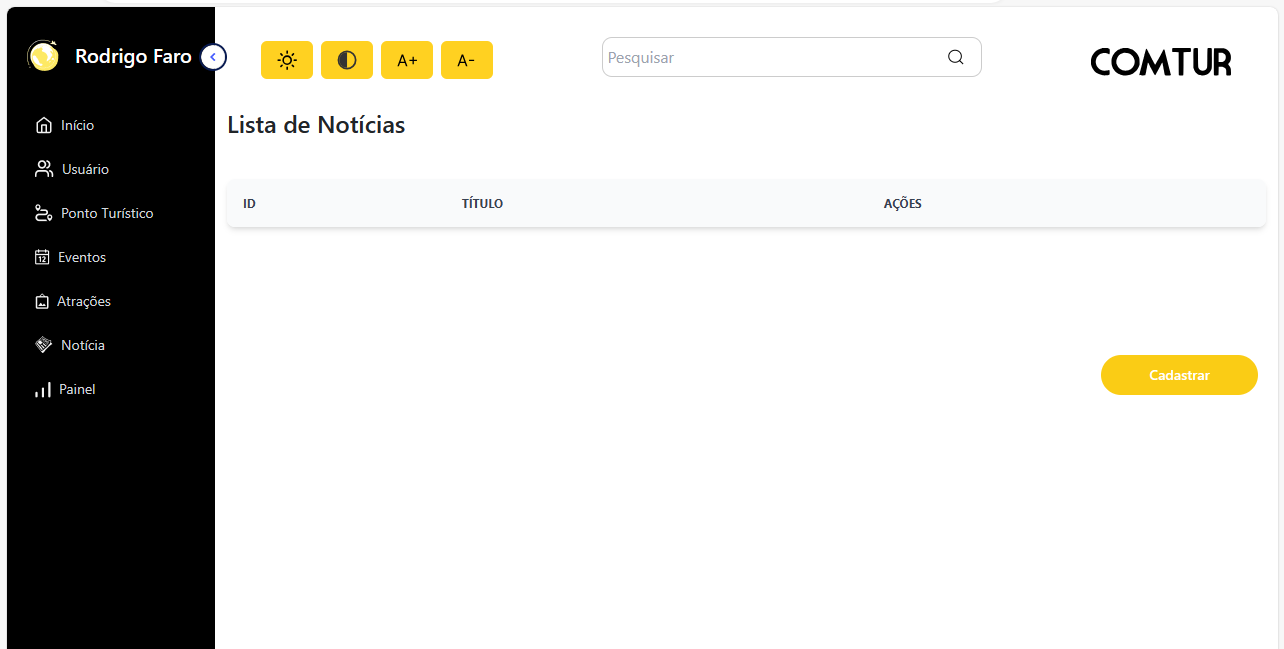 Rodrigo Faro
Início
Usuário
Ponto Turístico
Eventos
12
Atrações
Notícia
Painel
A+ A-
Pesquisar
COMTUR
Lista de Notícias
ID TÍTULO AÇÕES
Cadastrar